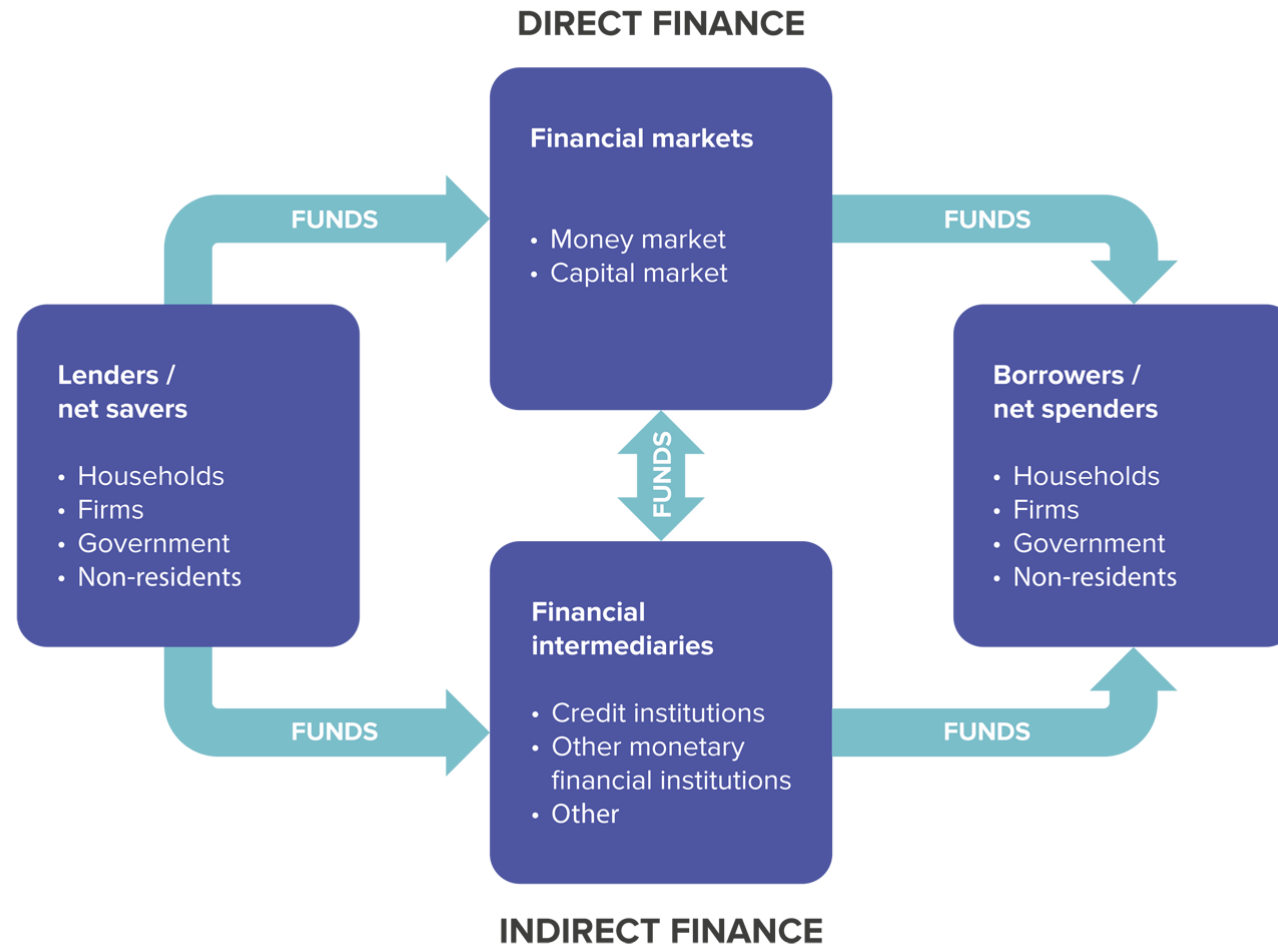 DIRECT FINANCE
Financial markets
• Money market
• Capital market
FUNDS
FUNDS
Lenders /
net savers
• Households
• Firms
• Government
• Non-residents
FUNDS
Borrowers /
net spenders
• Households
• Firms
• Government
• Non-residents
Financial
intermediaries
• Credit institutions
• Other monetary
financial institutions
• Other
FUNDS
FUNDS
INDIRECT FINANCE